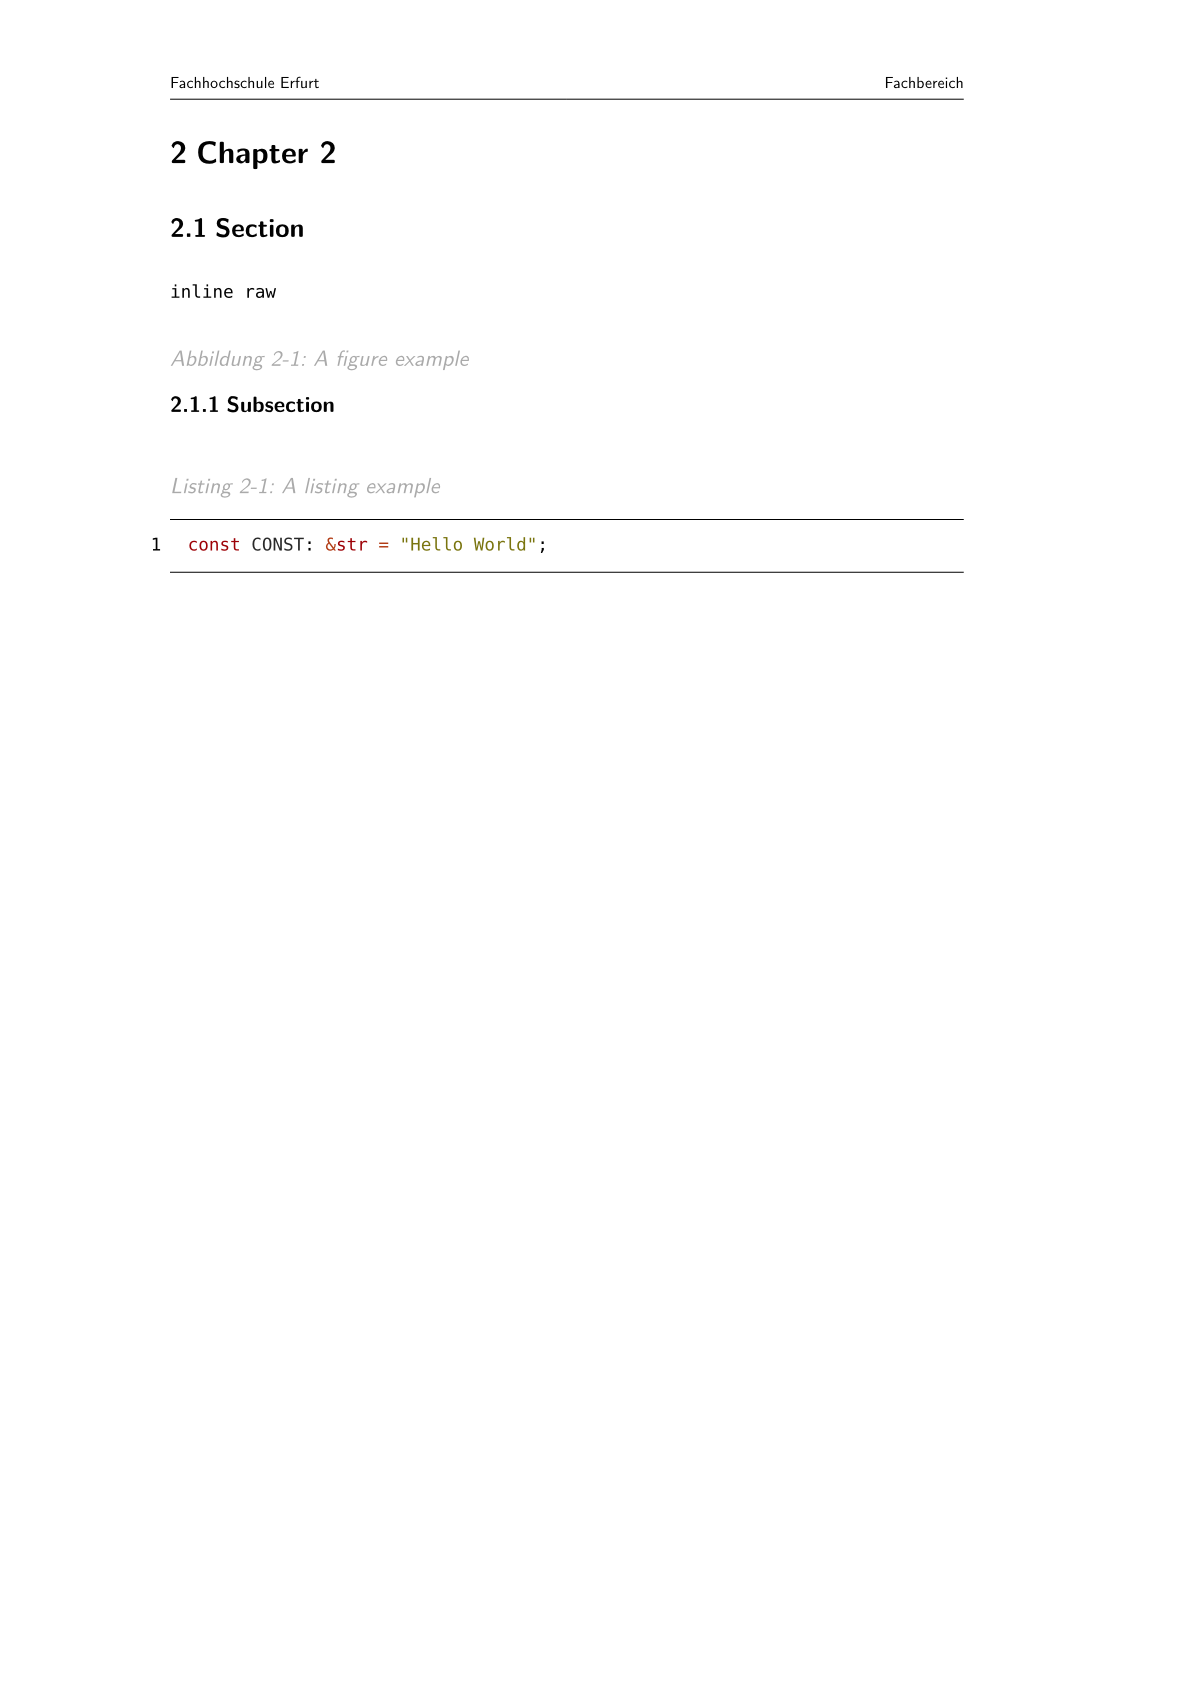 Fachhochschule Erfurt Fachbereich
2 Chapter 2
2.1 Section
inline raw
Abbildung 2-1: A figure example
2.1.1 Subsection
Listing 2-1: A listing example
1 const CONST: &str = "Hello World";